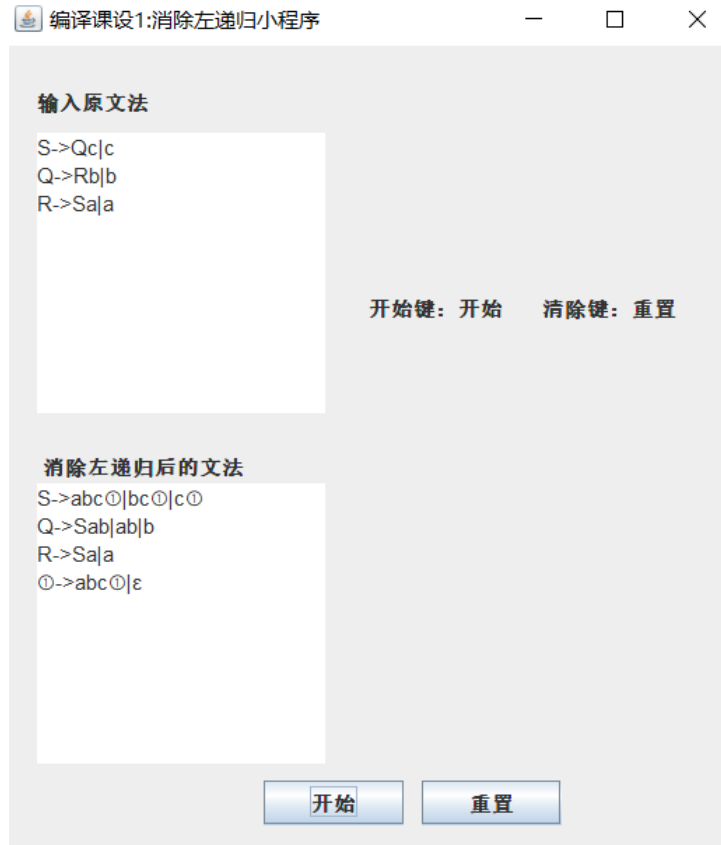 编译课设1:消除左递归小程序
输入原文法
S->Qc|c
Q->Rb|b
R->Sa|a
开始键：开始 清除键：重置
消除左递归后的文法
S->abc①|bc①|c①
Q->Sab|ab|b
R->Sa|a
①->abc①|ε
开始 重置